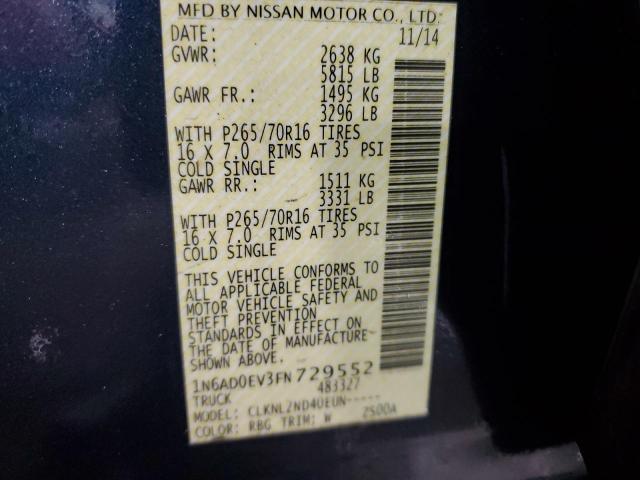 MFD BY NISSAN MOTOR CO., LTD.
DATE: 11/14
GVWR: 2638 KG
5815 LB
GAWR FR.: 1495 KG
3296 LB
WITH P265/70R16 TIRES
16 X 7.0 RIMS AT 35 PSI
COLD SINGLE
GAWR RR.: 1511 KG
3331 LB
WITH P265/70R16 TIRES
16 X 7.0 RIMS AT 35 PSI
COLD SINGLE
THIS VEHICLE CONFORMS TO
ALL APPLICABLE FEDERAL
MOTOR VEHICLE SAFETY AND
THEFT PREVENTION
STANDARDS IN EFFECT ON
THE DATE OF MANUFACTURE
SHOWN ABOVE.
1N6AD0EV3FN729552
TRUCK 483327
MODEL: CLKNLZND40EUN-----
COLOR: RBG TRIM: W 2500A